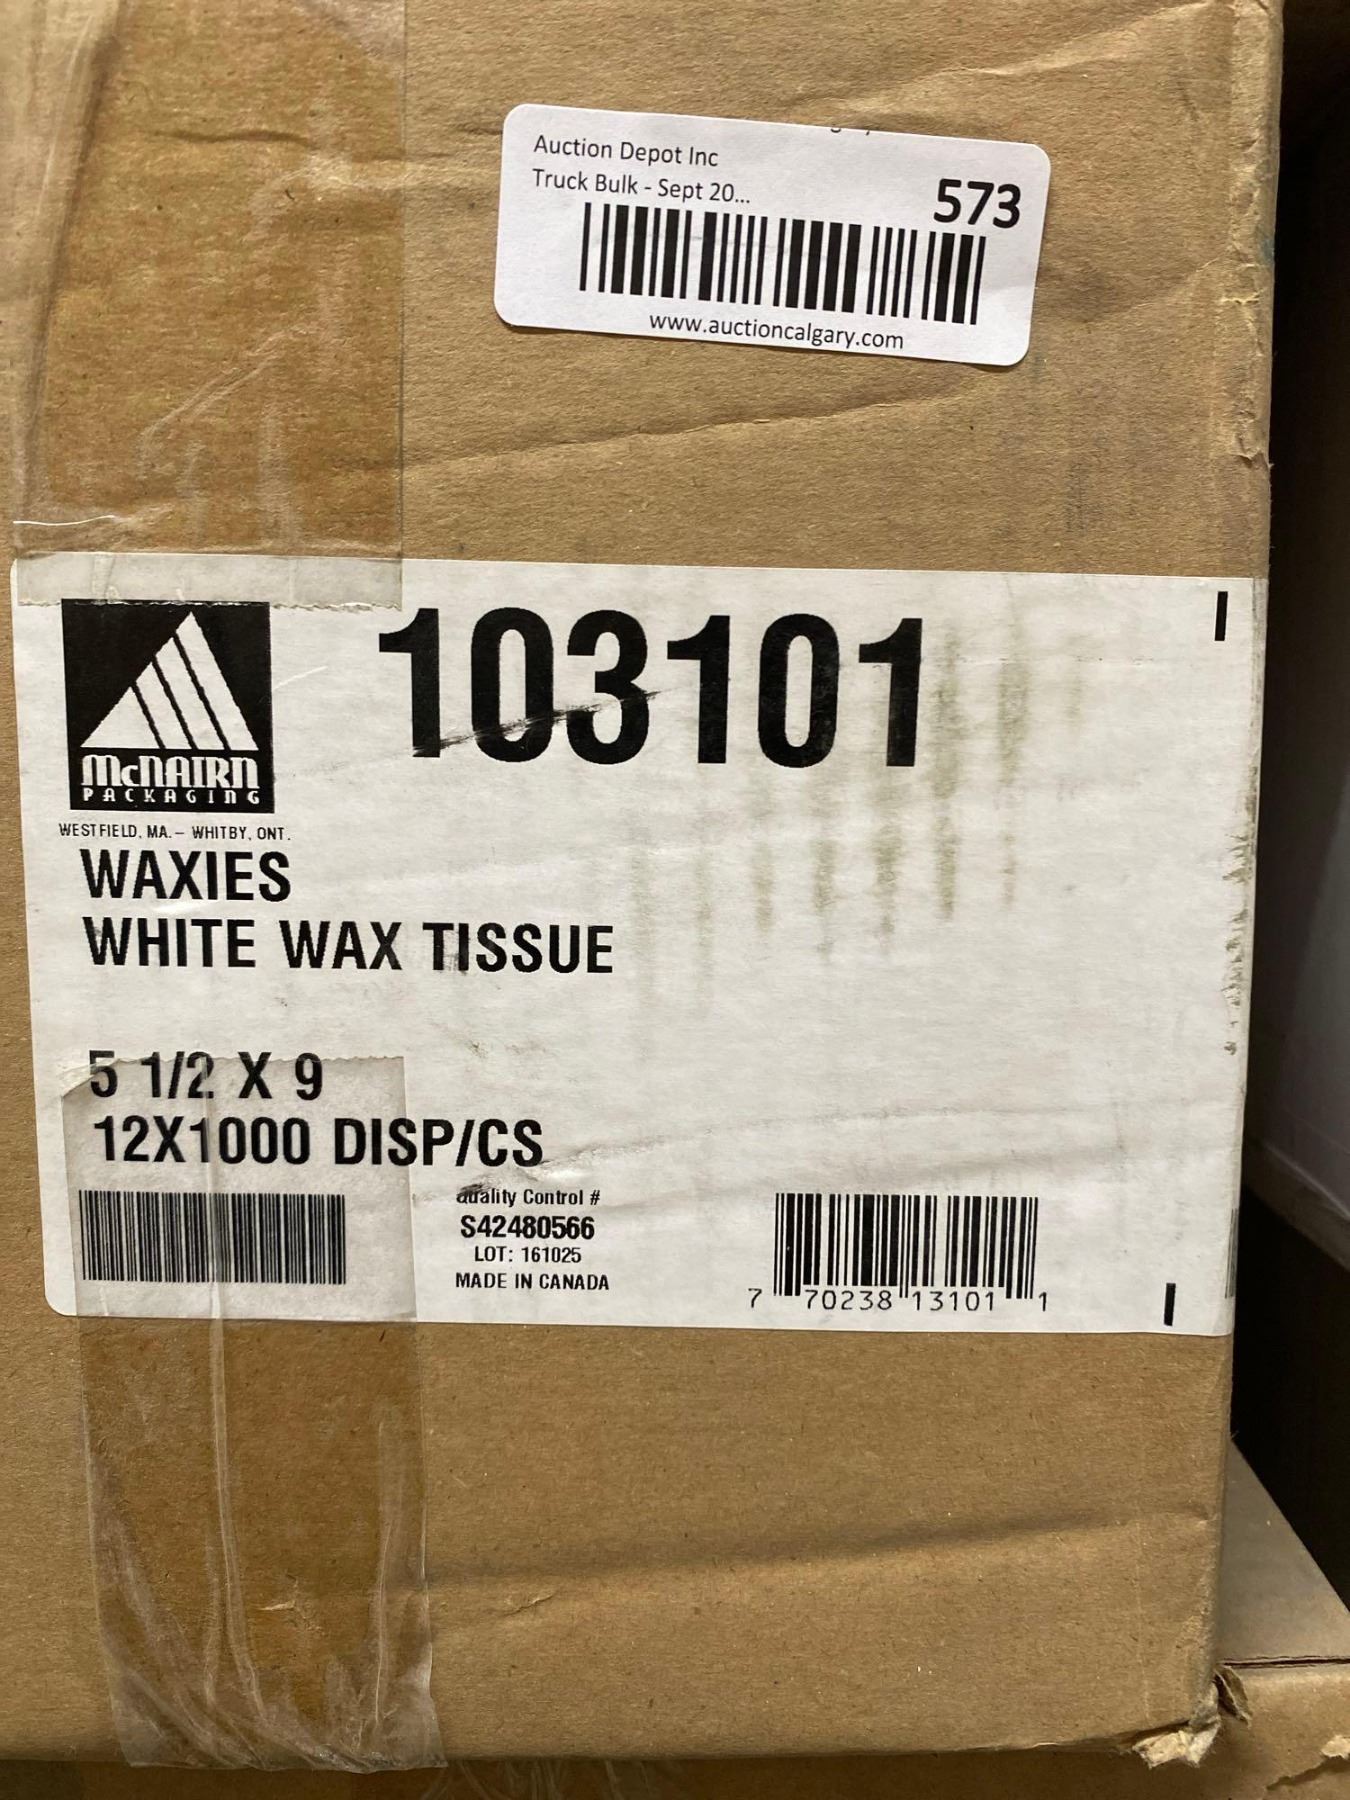 Auction Depot Inc
Truck Bulk - Sept 20...
573
www.auctioncalgary.com
103101
McNAIRN
PACKAGING
WESTFIELD, MA. – WHITBY, ONT.
WAXIES
WHITE WAX TISSUE
5 1/2 X 9
12X1000 DISP/CS
Quality Control #
S42480566
LOT: 161025
MADE IN CANADA
7 70238 13101 1